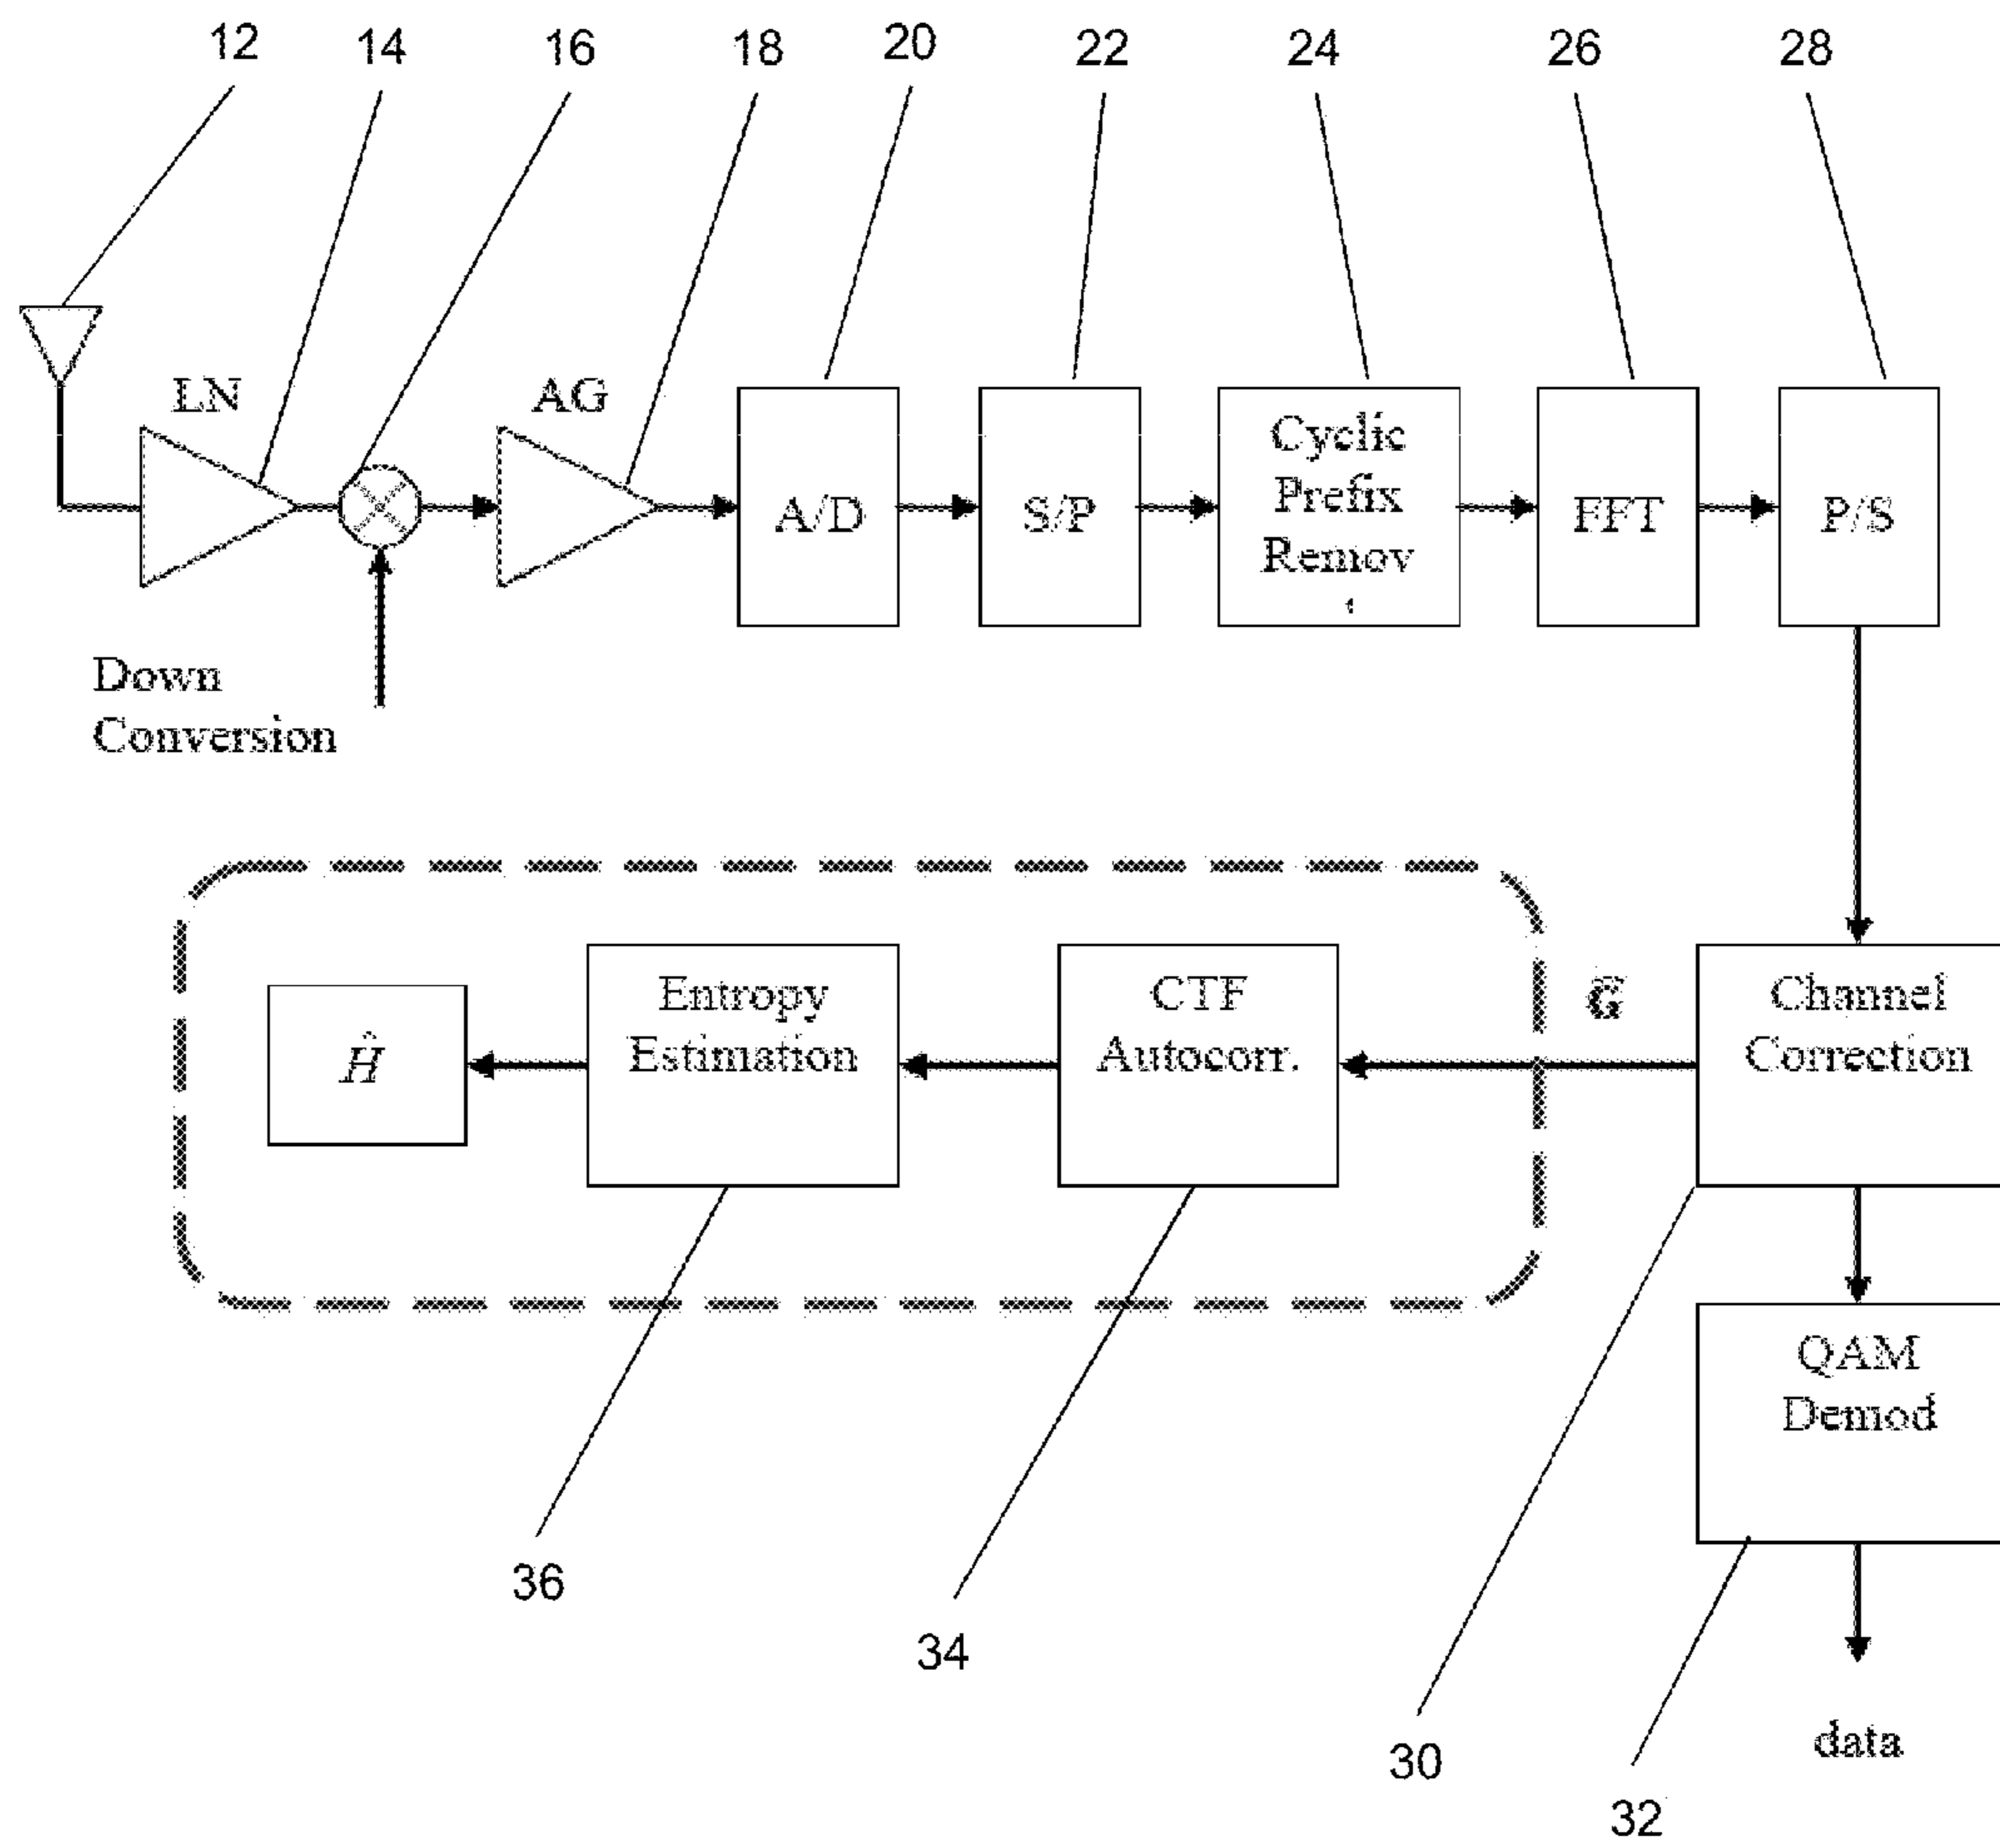 12 14 16 18 20 22 24 26 28
LN
AG
A/D
S/P
Cyclic
Prefix
Remov
FFT
P/S
Down
Conversion
Ĥ
Entropy
Estimation
CTF
Autocorr.
G
Channel
Correction
QAM
Demod
36
34
30
32
data